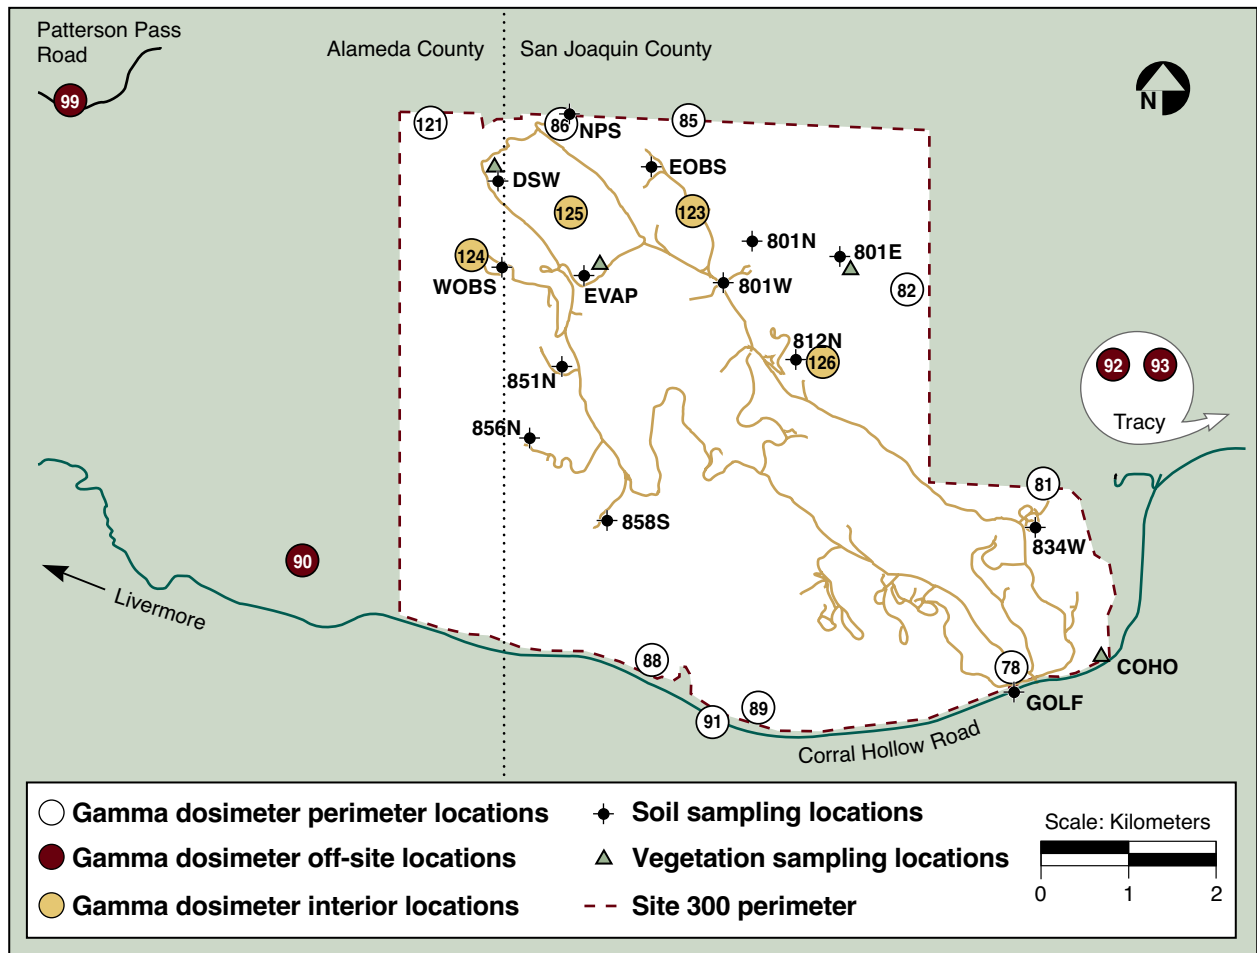 Patterson Pass
Road
Alameda County
San Joaquin County
99
N
121
86
NPS
85
EOBS
DSW
125
123
124
801N
801E
WOBS
EVAP
801W
82
812N
126
851N
92
93
Tracy
856N
81
858S
834W
90
Livermore
88
78
COHO
GOLF
89
91
Corral Hollow Road
Gamma dosimeter perimeter locations
Gamma dosimeter off-site locations
Gamma dosimeter interior locations
Soil sampling locations
Vegetation sampling locations
Site 300 perimeter
Scale: Kilometers
0 1 2